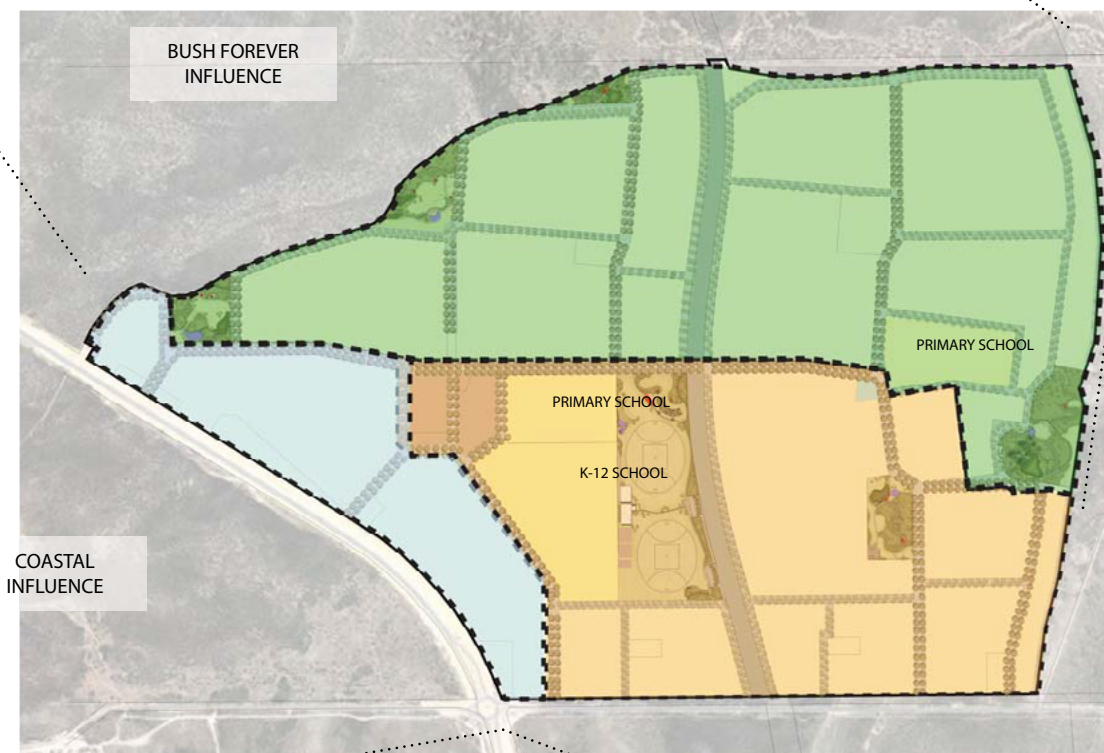 BUSH FOREVER
INFLUENCE
PRIMARY SCHOOL
PRIMARY SCHOOL
K-12 SCHOOL
COASTAL
INFLUENCE